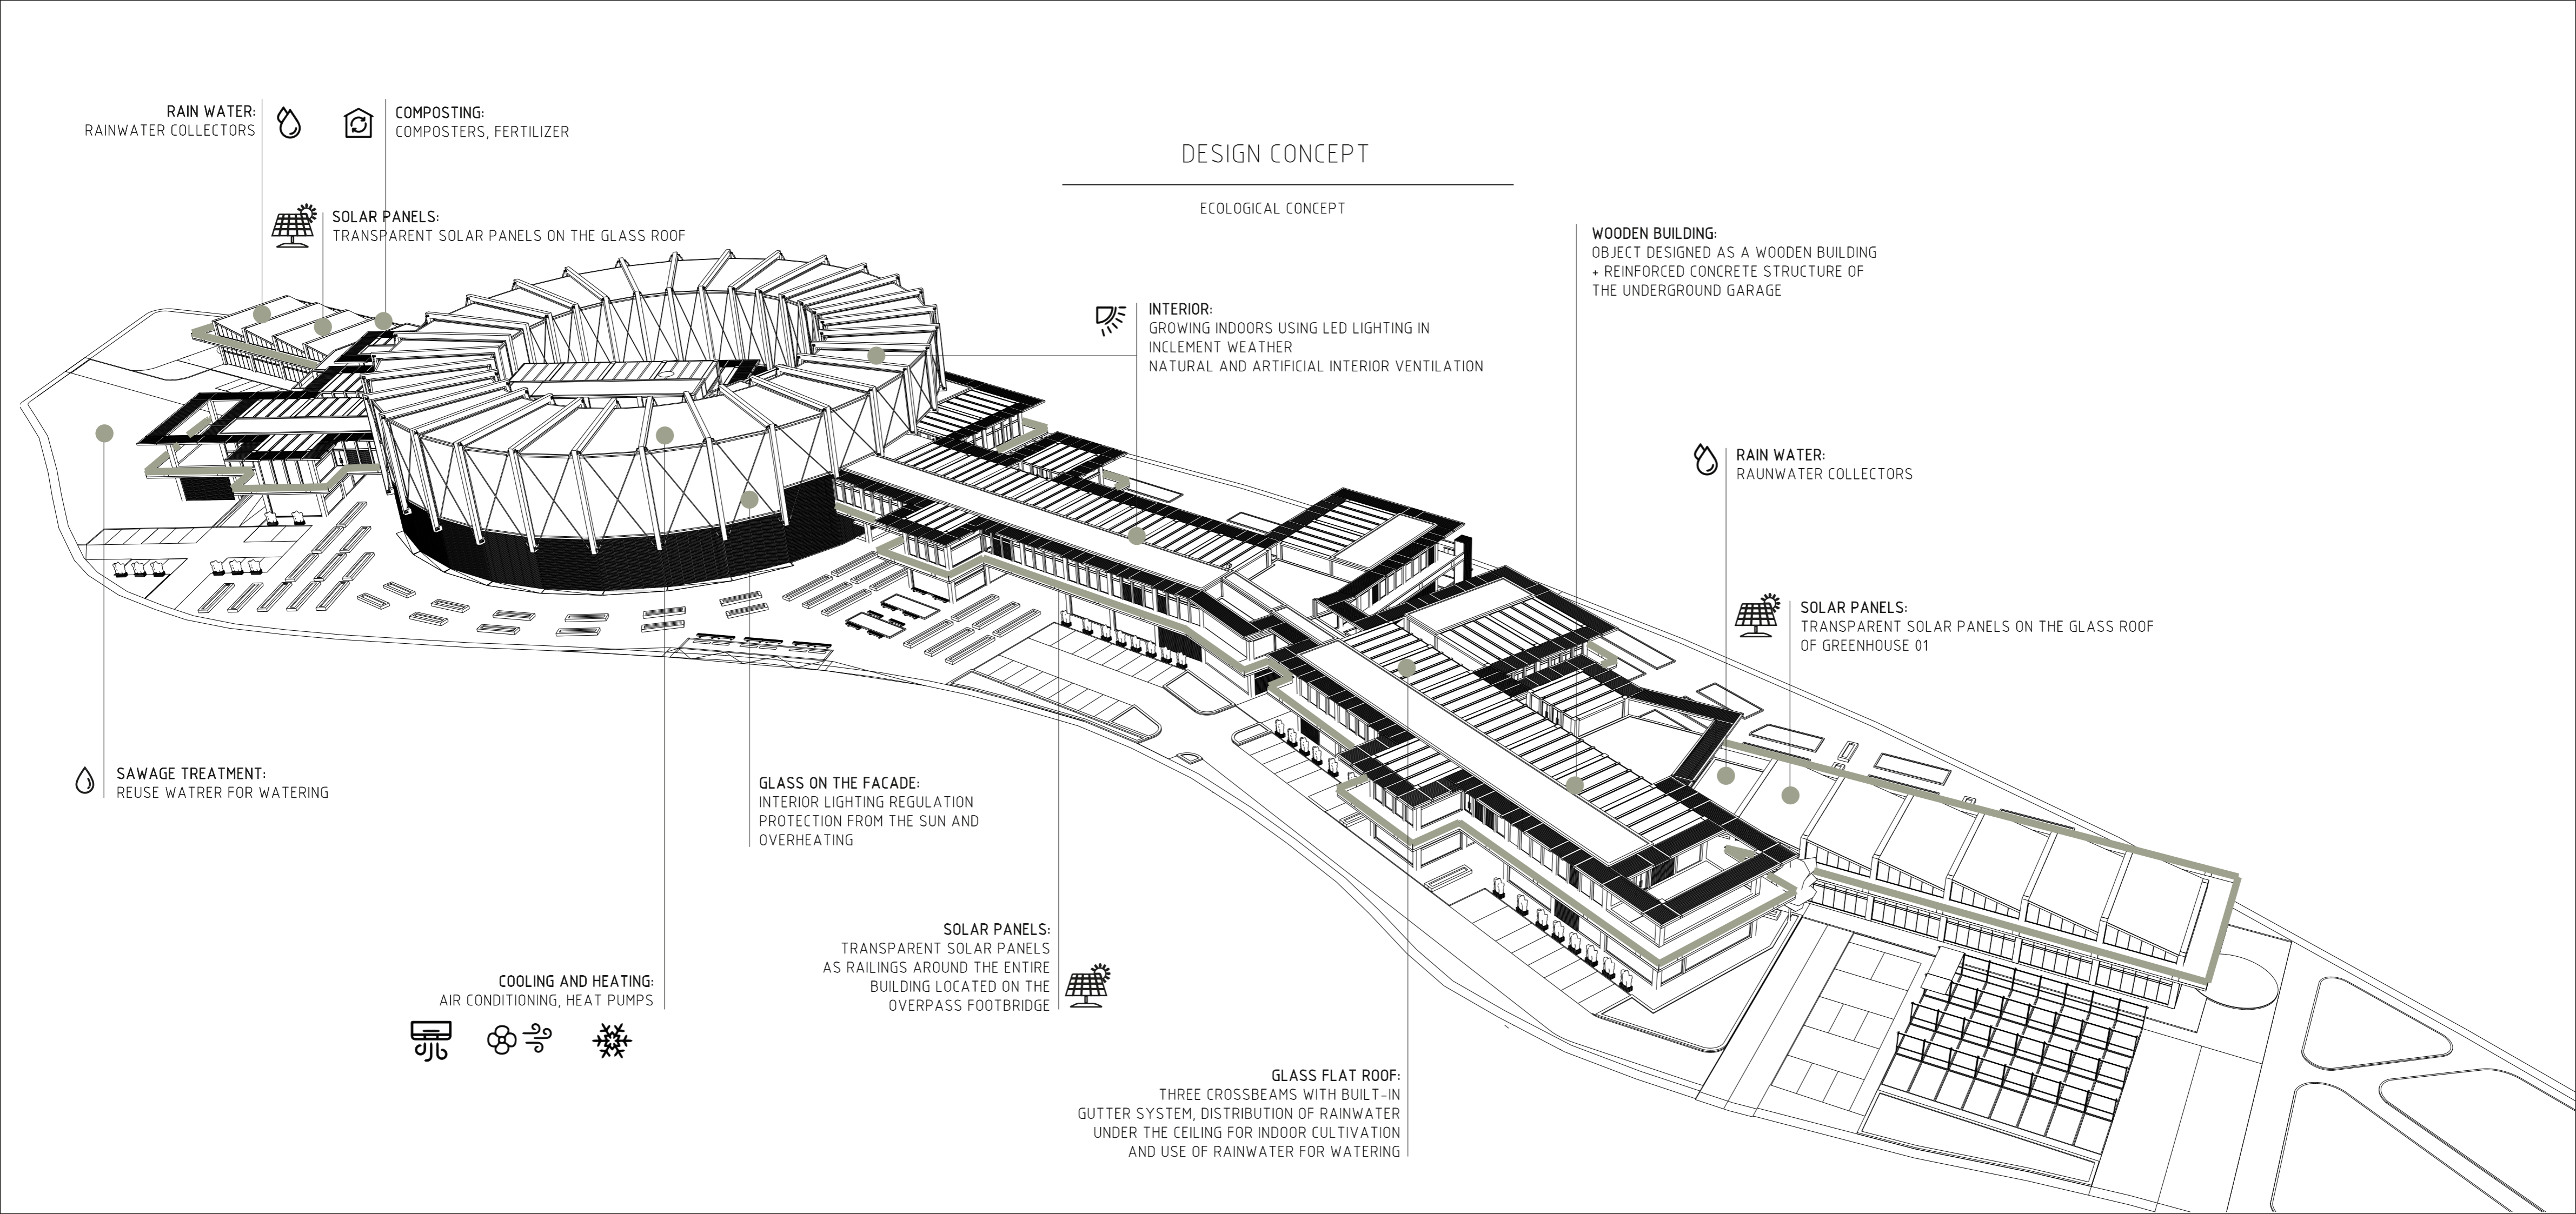 RAIN WATER:
RAINWATER COLLECTORS
COMPOSTING:
COMPOSTERS, FERTILIZER
DESIGN CONCEPT
ECOLOGICAL CONCEPT
SOLAR PANELS:
TRANSPARENT SOLAR PANELS ON THE GLASS ROOF
WOODEN BUILDING:
OBJECT DESIGNED AS A WOODEN BUILDING
+ REINFORCED CONCRETE STRUCTURE OF
THE UNDERGROUND GARAGE
INTERIOR:
GROWING INDOORS USING LED LIGHTING IN
INCLEMENT WEATHER
NATURAL AND ARTIFICIAL INTERIOR VENTILATION
RAIN WATER:
RAUNWATER COLLECTORS
SOLAR PANELS:
TRANSPARENT SOLAR PANELS ON THE GLASS ROOF
OF GREENHOUSE 01
SAWAGE TREATMENT:
REUSE WATRER FOR WATERING
GLASS ON THE FACADE:
INTERIOR LIGHTING REGULATION
PROTECTION FROM THE SUN AND
OVERHEATING
SOLAR PANELS:
TRANSPARENT SOLAR PANELS
AS RAILINGS AROUND THE ENTIRE
BUILDING LOCATED ON THE
OVERPASS FOOTBRIDGE
COOLING AND HEATING:
AIR CONDITIONING, HEAT PUMPS
GLASS FLAT ROOF:
THREE CROSSBEAMS WITH BUILT-IN
GUTTER SYSTEM, DISTRIBUTION OF RAINWATER
UNDER THE CEILING FOR INDOOR CULTIVATION
AND USE OF RAINWATER FOR WATERING